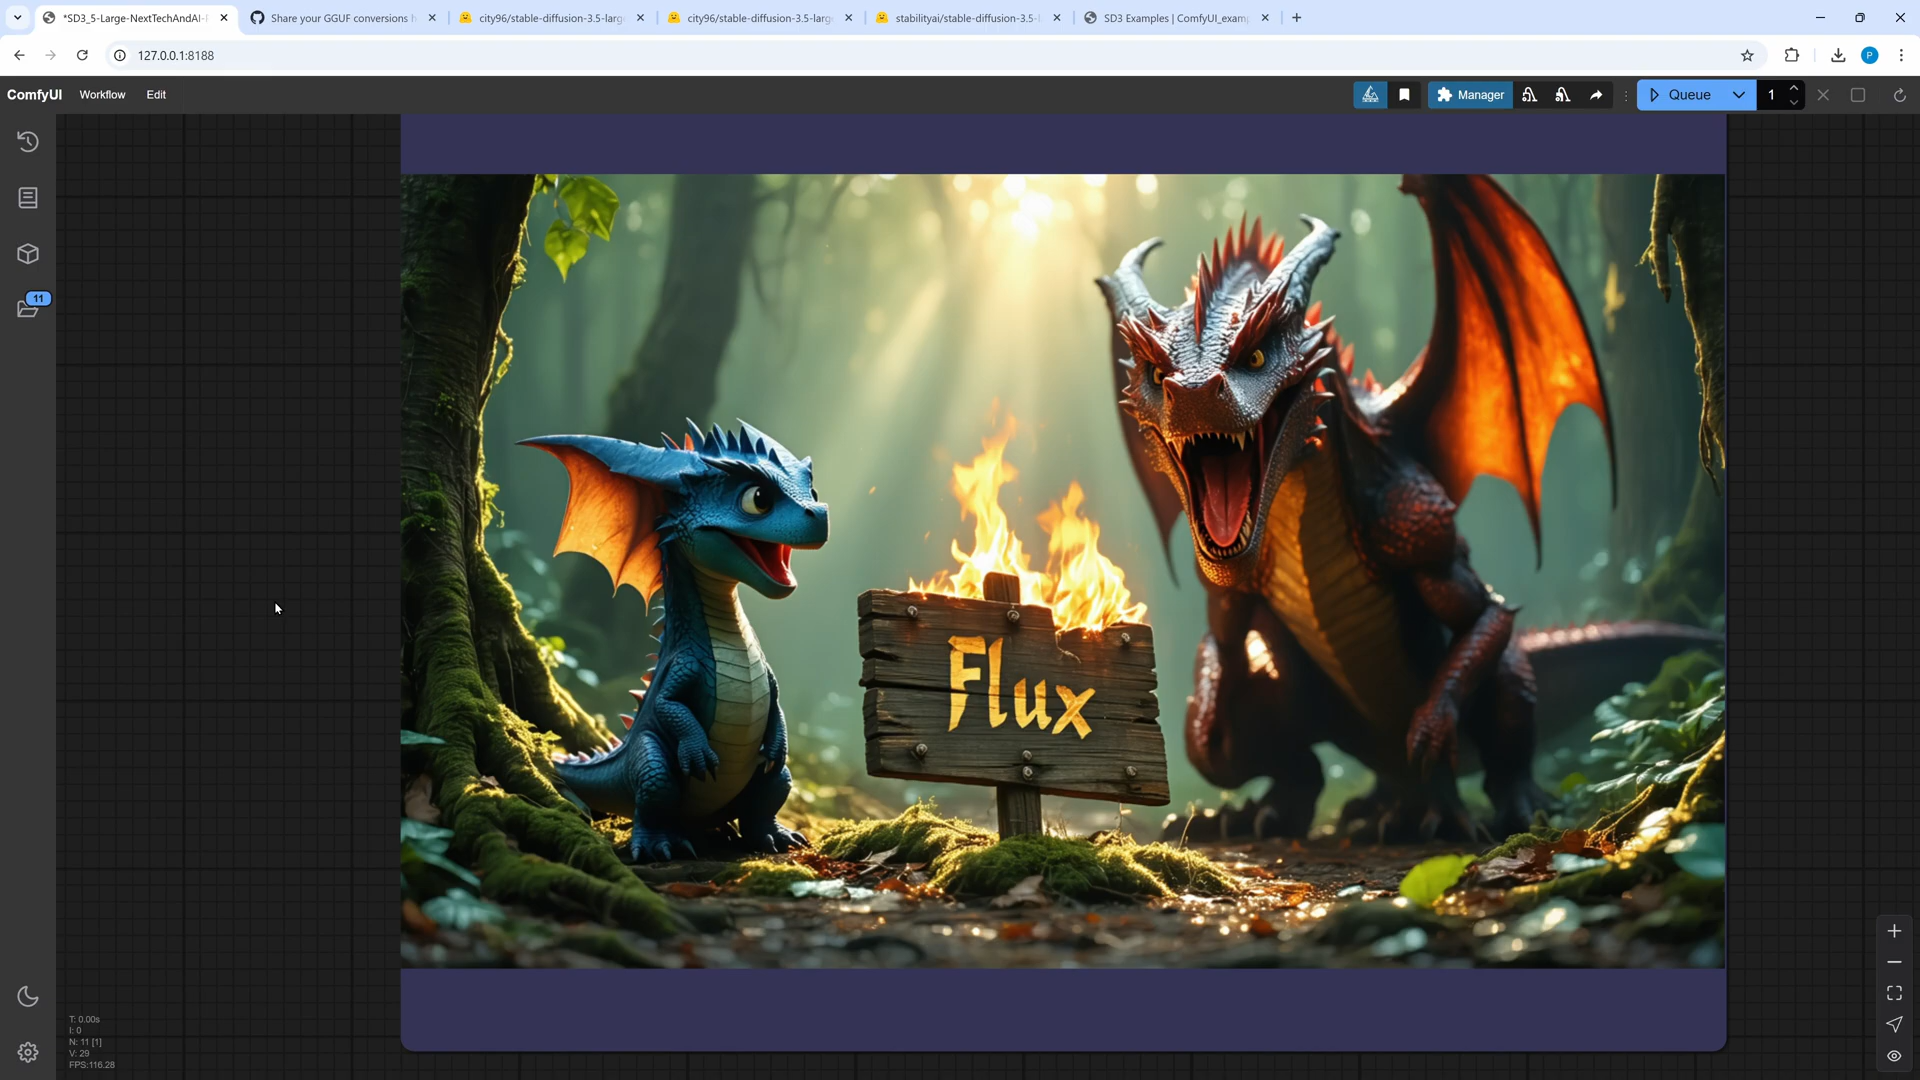 *SD3_5-Large-NextTechAndAI-
Share your GGUF conversions
city96/stable-diffusion-3.5-larg
city96/stable-diffusion-3.5-larg
stabilityai/stable-diffusion-3.5-
SD3 Examples | ComfyUI_examp
127.0.0.1:8188
P
ComfyUI
Workflow
Edit
Manager
Queue
1
11
Flux
T: 0.00s
I: 0
N: 11 [1]
V: 29
FPS:116.28